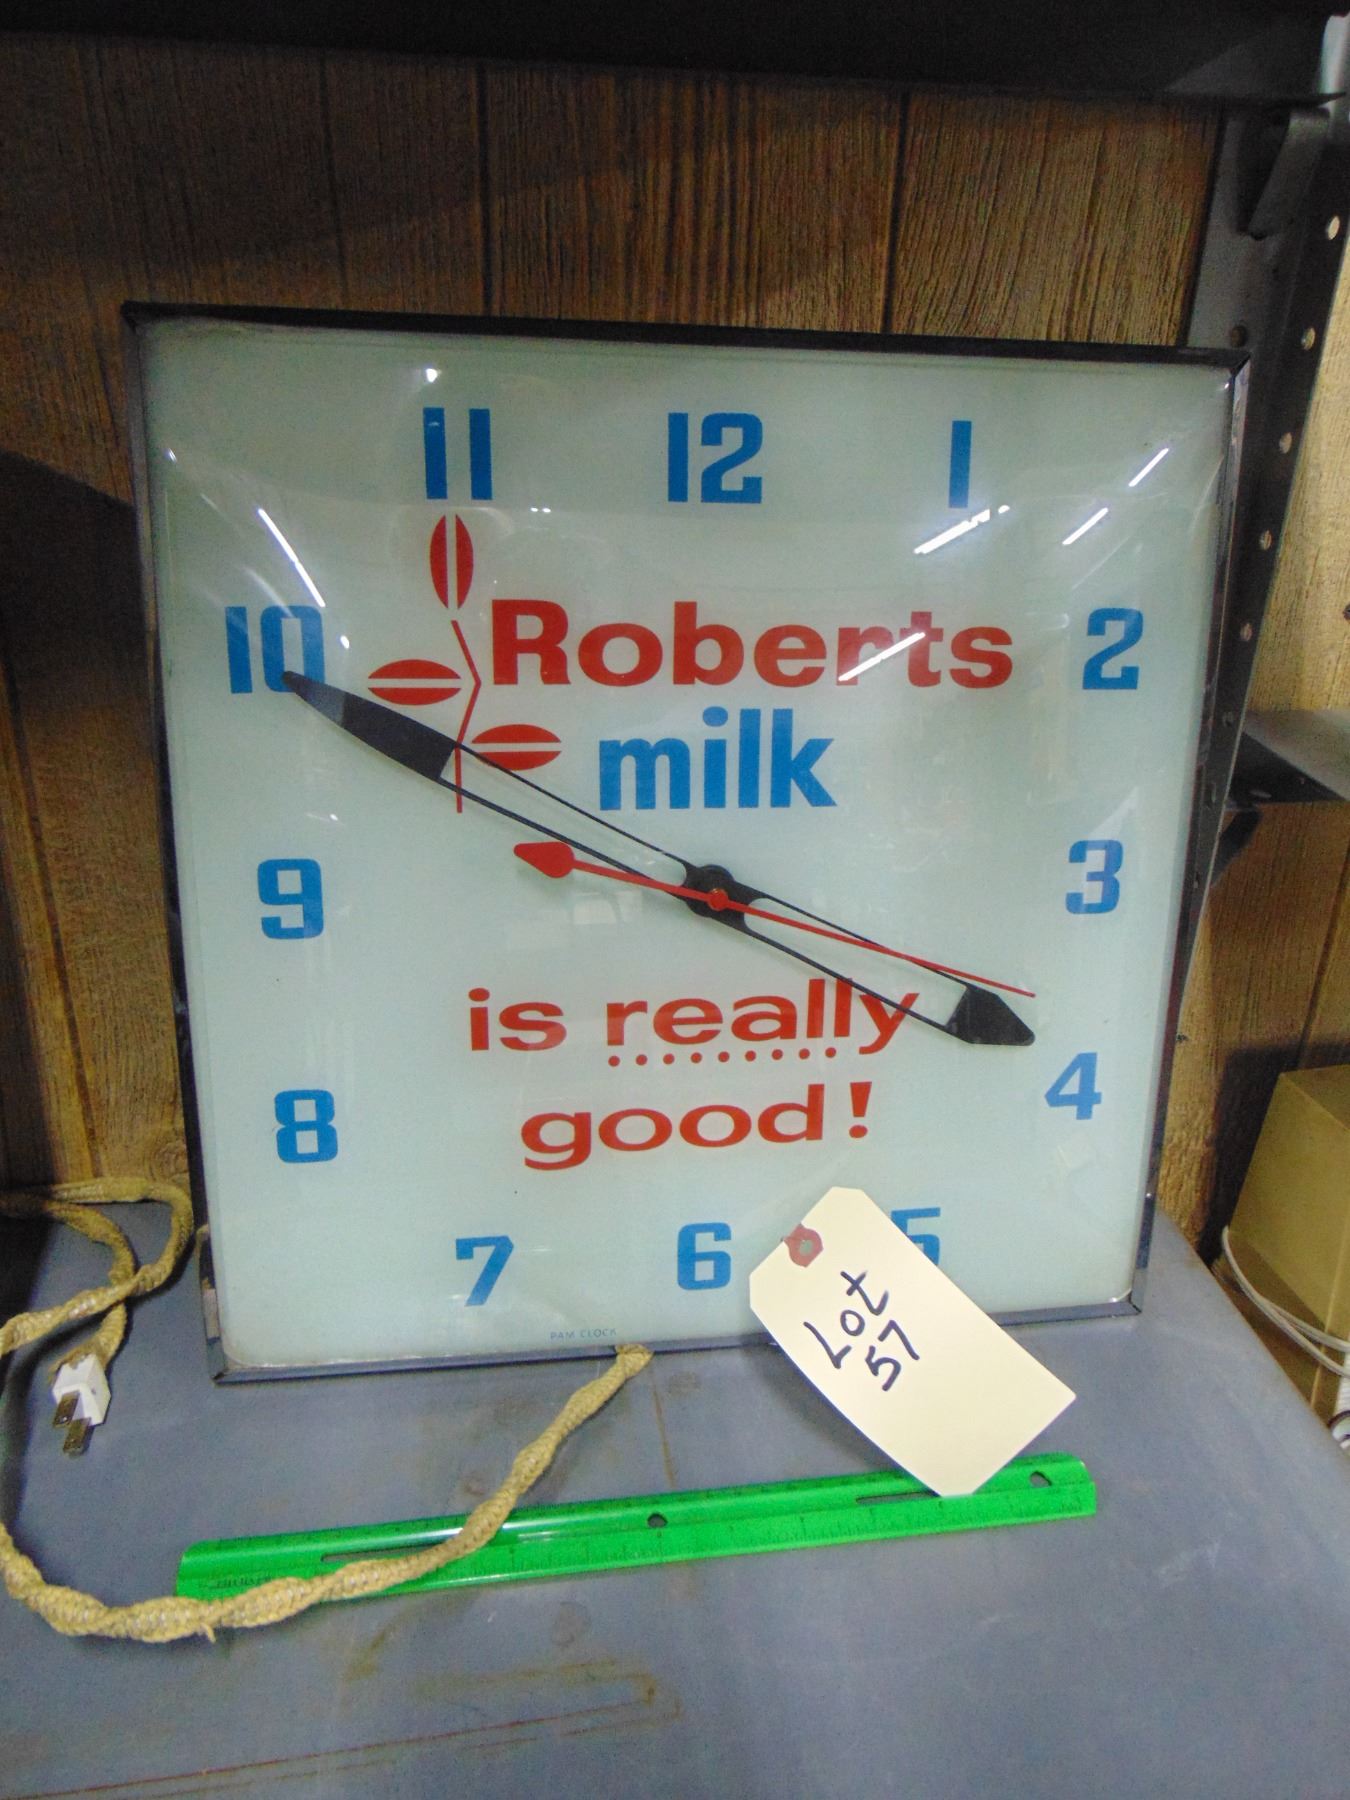 11 12 1
10 2
Roberts
milk
9 3
is really
good!
8 4
7 6 5
PAM CLOCK
Lot
57